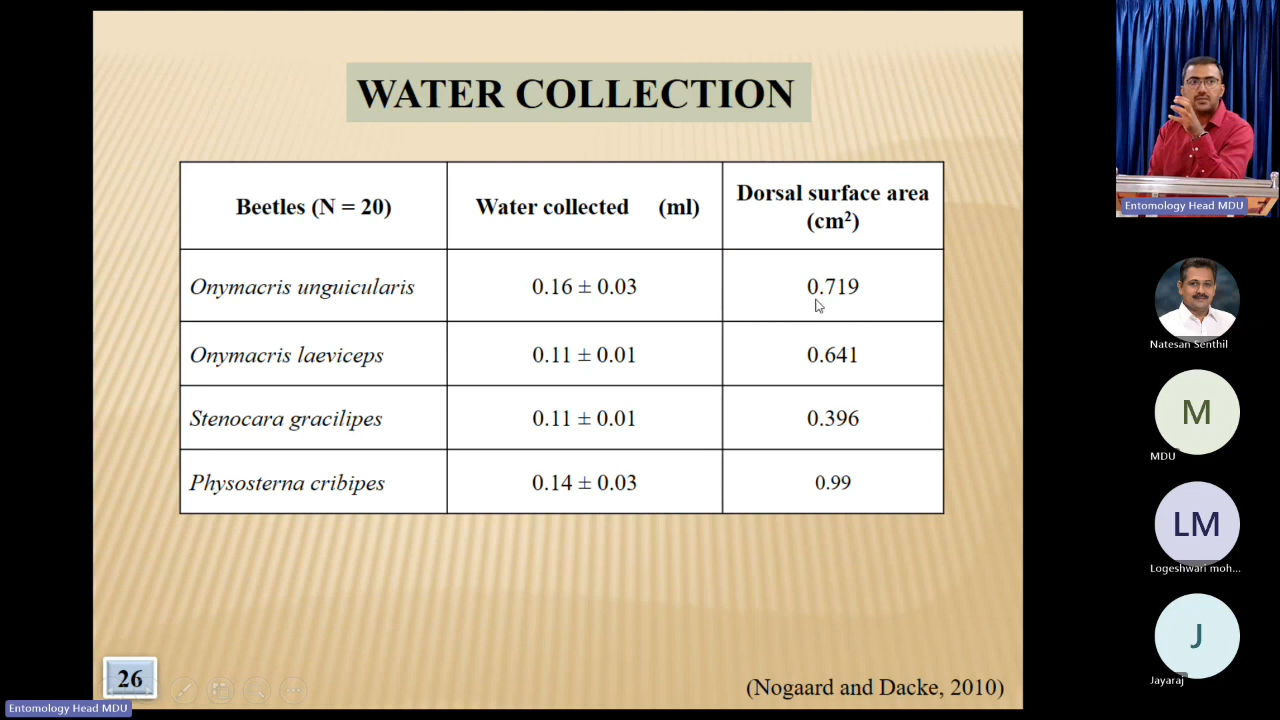 WATER COLLECTION
Beetles (N = 20) Water collected (ml) Dorsal surface area (cm²)
Onymacris unguicularis 0.16 ± 0.03 0.719
Onymacris laeviceps 0.11 ± 0.01 0.641
Stenocara gracilipes 0.11 ± 0.01 0.396
Physosterna cribipes 0.14 ± 0.03 0.99
26
(Nogaard and Dacke, 2010)
Entomology Head MDU
Entomology Head MDU
Natesan Senthil
M
MDU
LM
Logeshwari moh...
J
Jayaraj